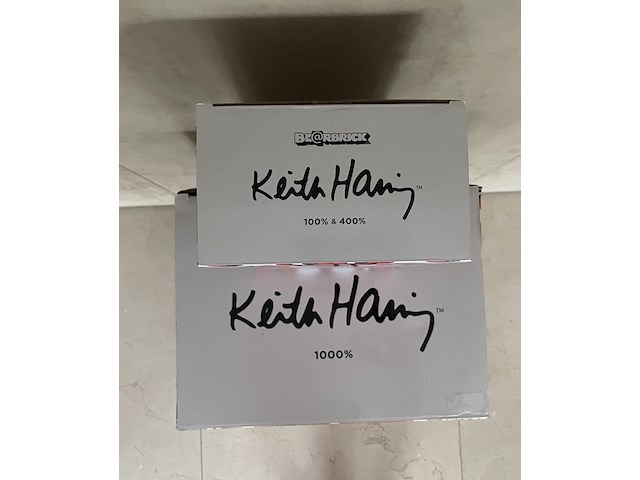 BE@RBRICK
Keith Haring™
100% & 400%
Keith Haring™
1000%